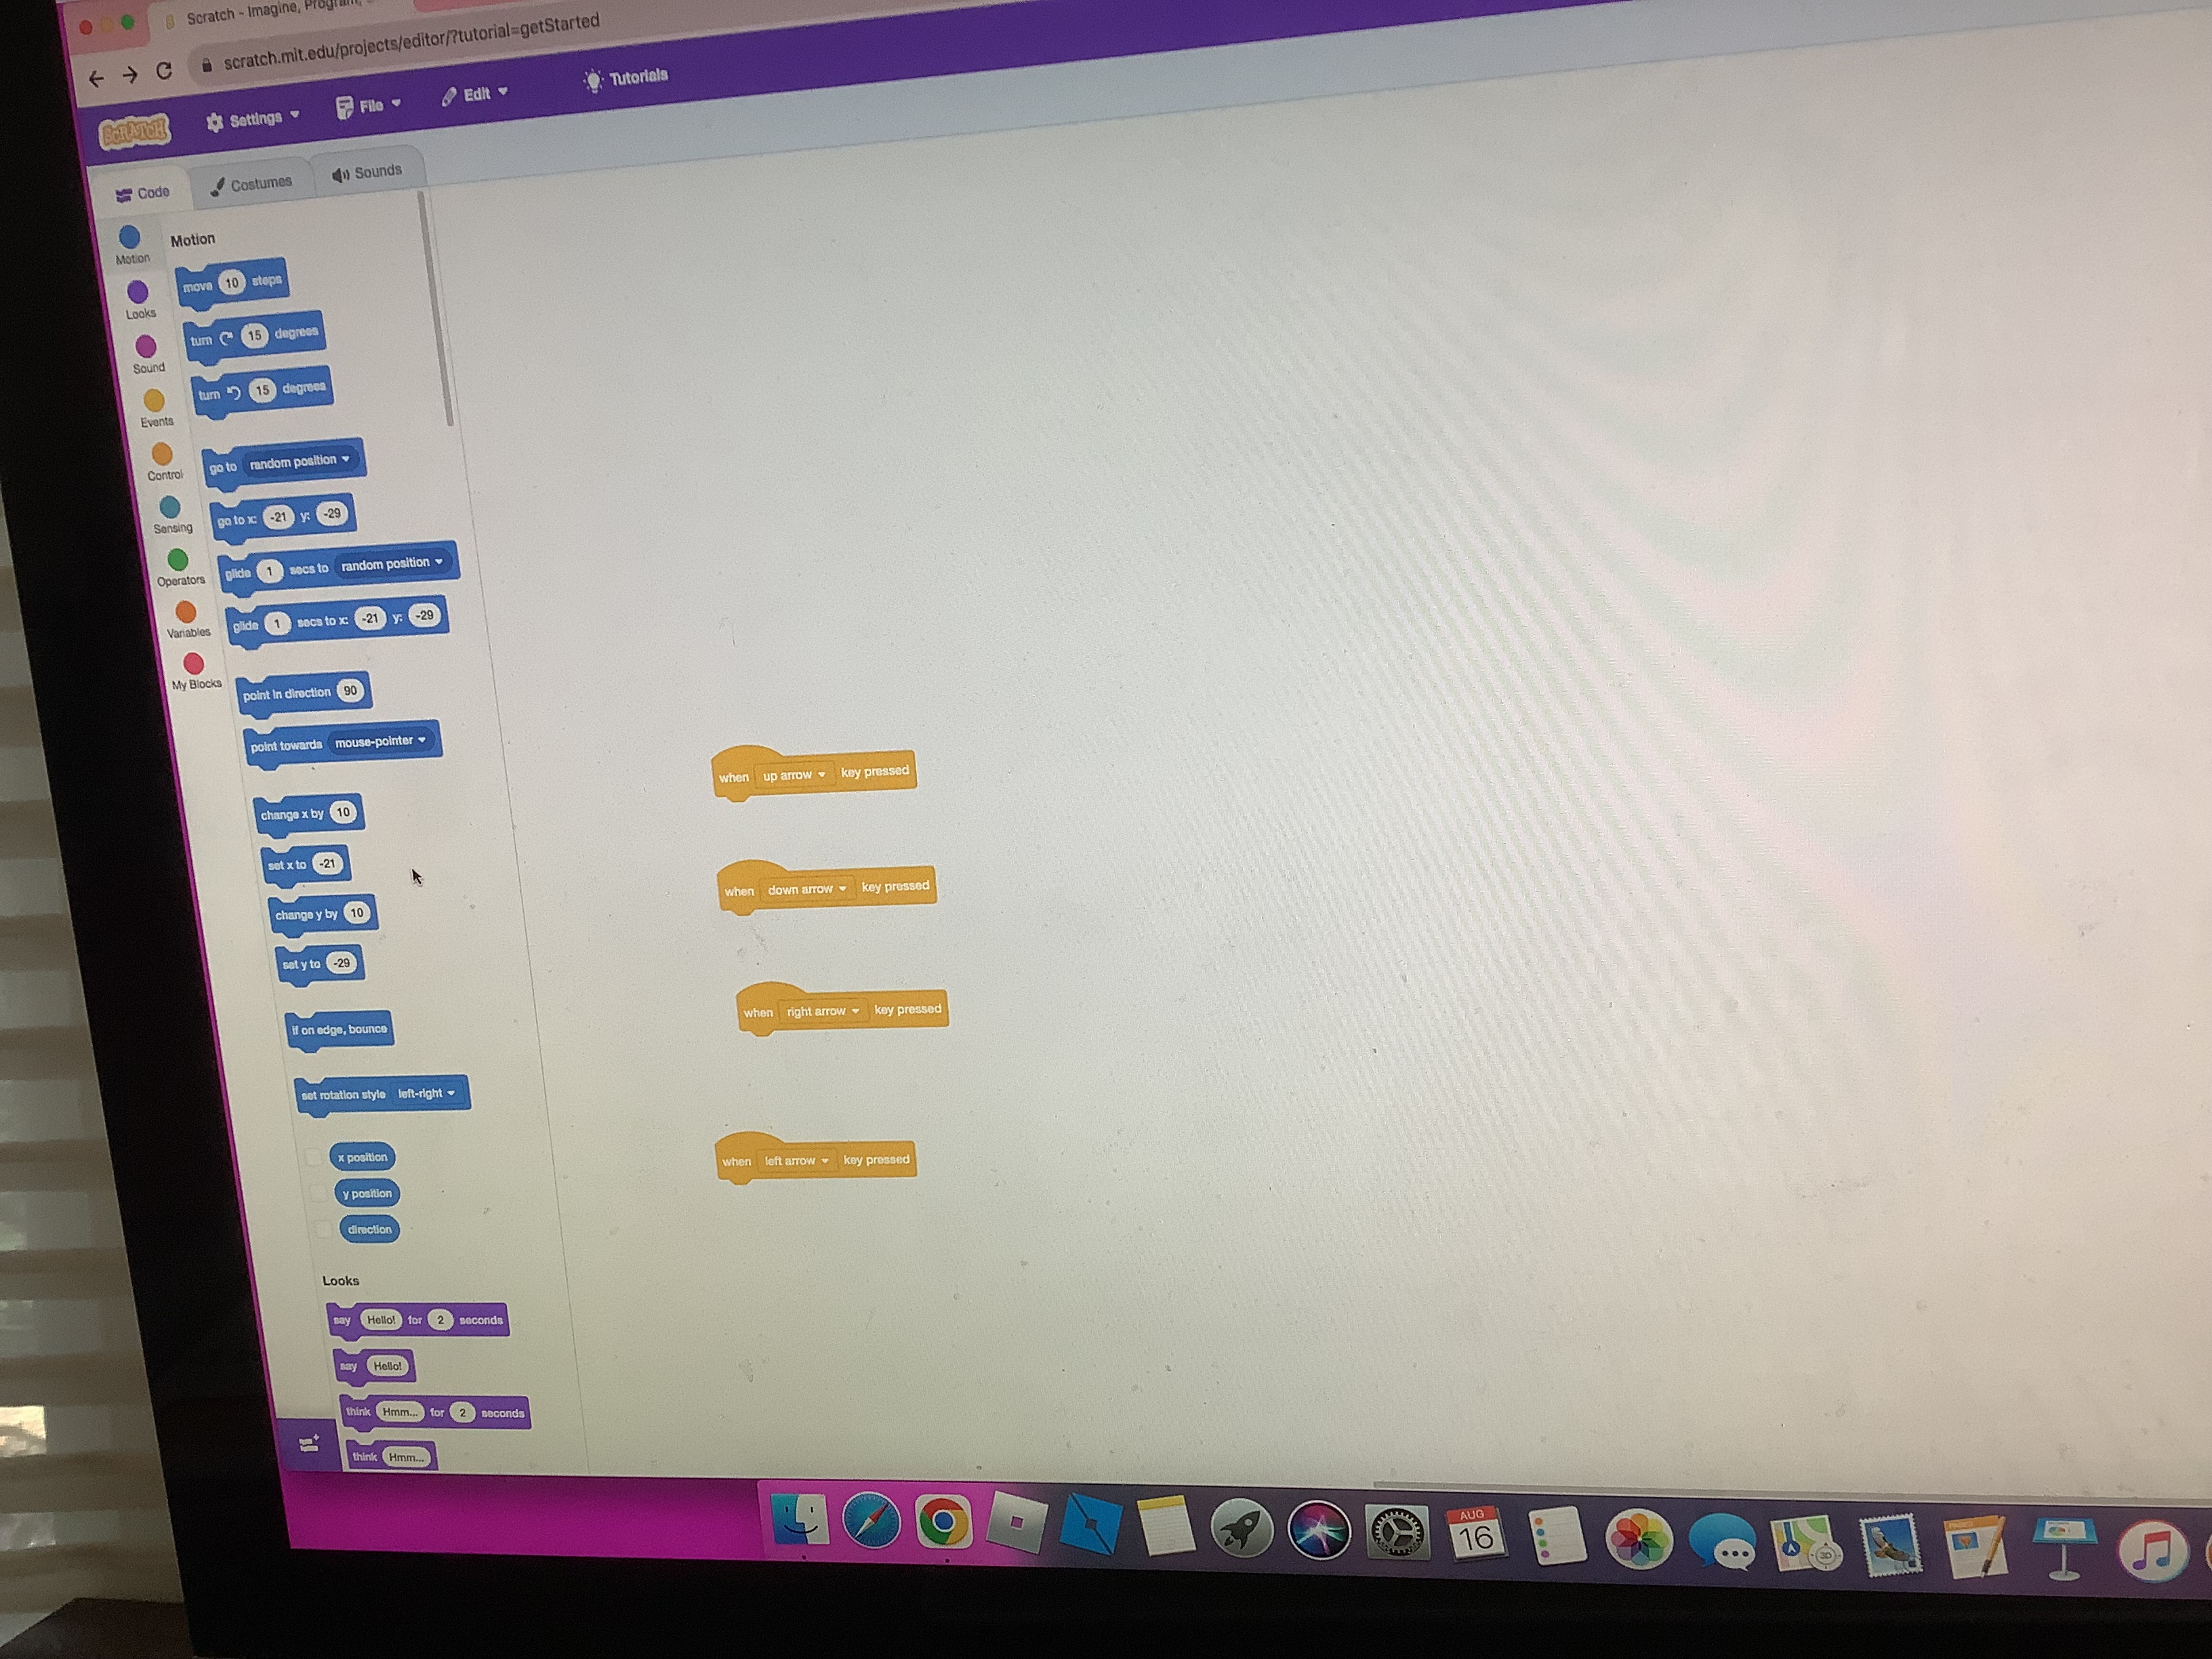 Scratch - Imagine, Program,
scratch.mit.edu/projects/editor/?tutorial=getStarted
SCRATCH Settings File Edit Tutorials
Code Costumes Sounds
Motion
Looks
Sound
Events
Control
Sensing
Operators
Variables
My Blocks
Motion
move 10 steps
turn 15 degrees
turn 15 degrees
go to random position
go to x: -21 y: -29
glide 1 secs to random position
glide 1 secs to x: -21 y: -29
point in direction 90
point towards mouse-pointer
change x by 10
set x to -21
change y by 10
set y to -29
if on edge, bounce
set rotation style left-right
x position
y position
direction
Looks
say Hello! for 2 seconds
say Hello!
think Hmm... for 2 seconds
think Hmm...
when up arrow key pressed
when down arrow key pressed
when right arrow key pressed
when left arrow key pressed
AUG
16
3D
PAGES